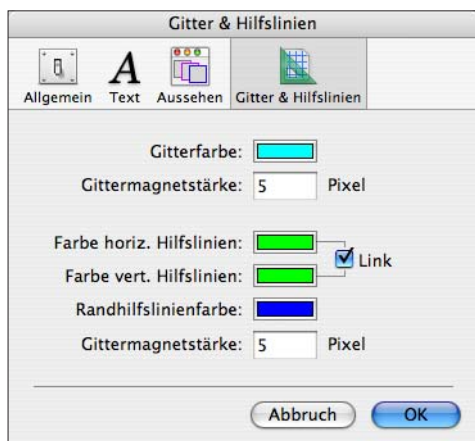 Gitter & Hilfslinien
Allgemein Text Aussehen Gitter & Hilfslinien
Gitterfarbe:
Gittermagnetstärke: 5 Pixel
Farbe horiz. Hilfslinien:
Link
Farbe vert. Hilfslinien:
Randhilfslinienfarbe:
Gittermagnetstärke: 5 Pixel
Abbruch OK